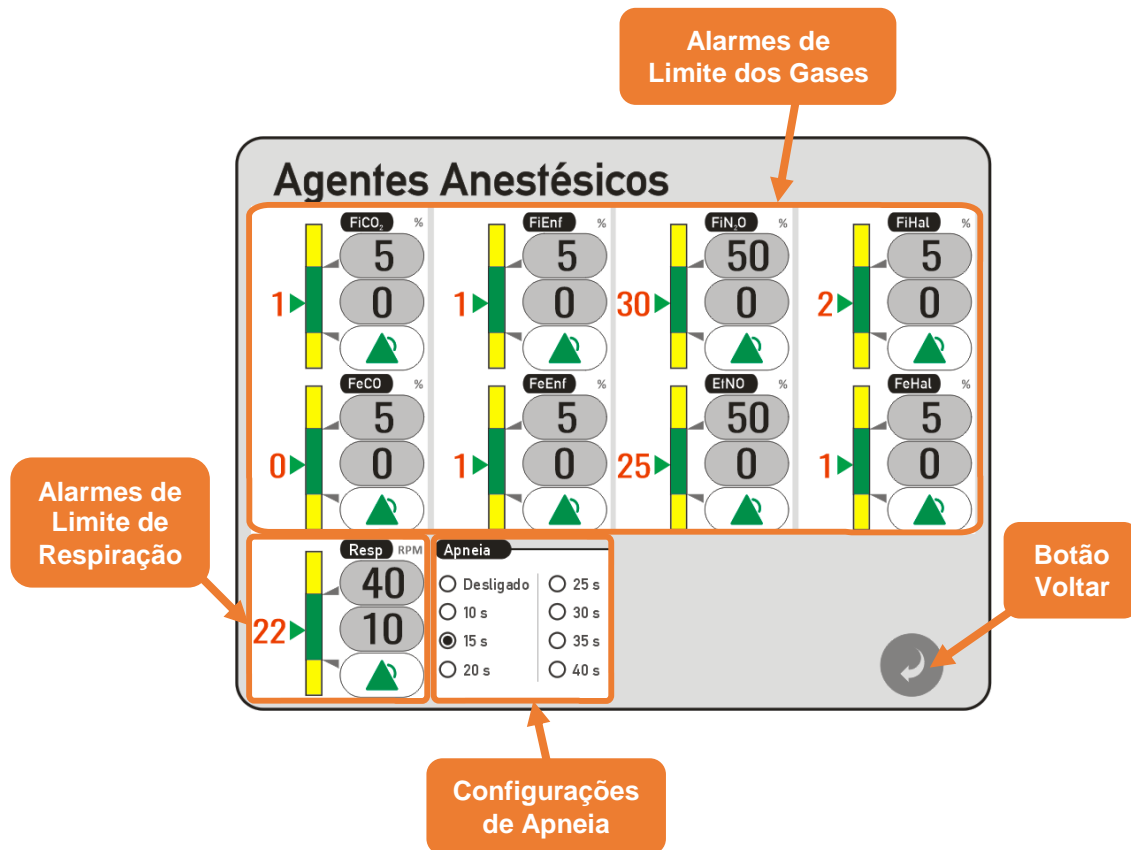 Alarmes de
Limite dos Gases
Agentes Anestésicos
FiCO₂ %
5
1
0
FiEnf %
5
1
0
FiN₂O %
50
30
0
FiHal %
5
2
0
FeCO %
5
0
0
FeEnf %
5
1
0
EtNO %
50
25
0
FeHal %
5
1
0
Alarmes de
Limite de
Respiração
Resp RPM
40
22
10
Apneia
Desligado
10 s
15 s
20 s
25 s
30 s
35 s
40 s
Botão
Voltar
Configurações
de Apneia